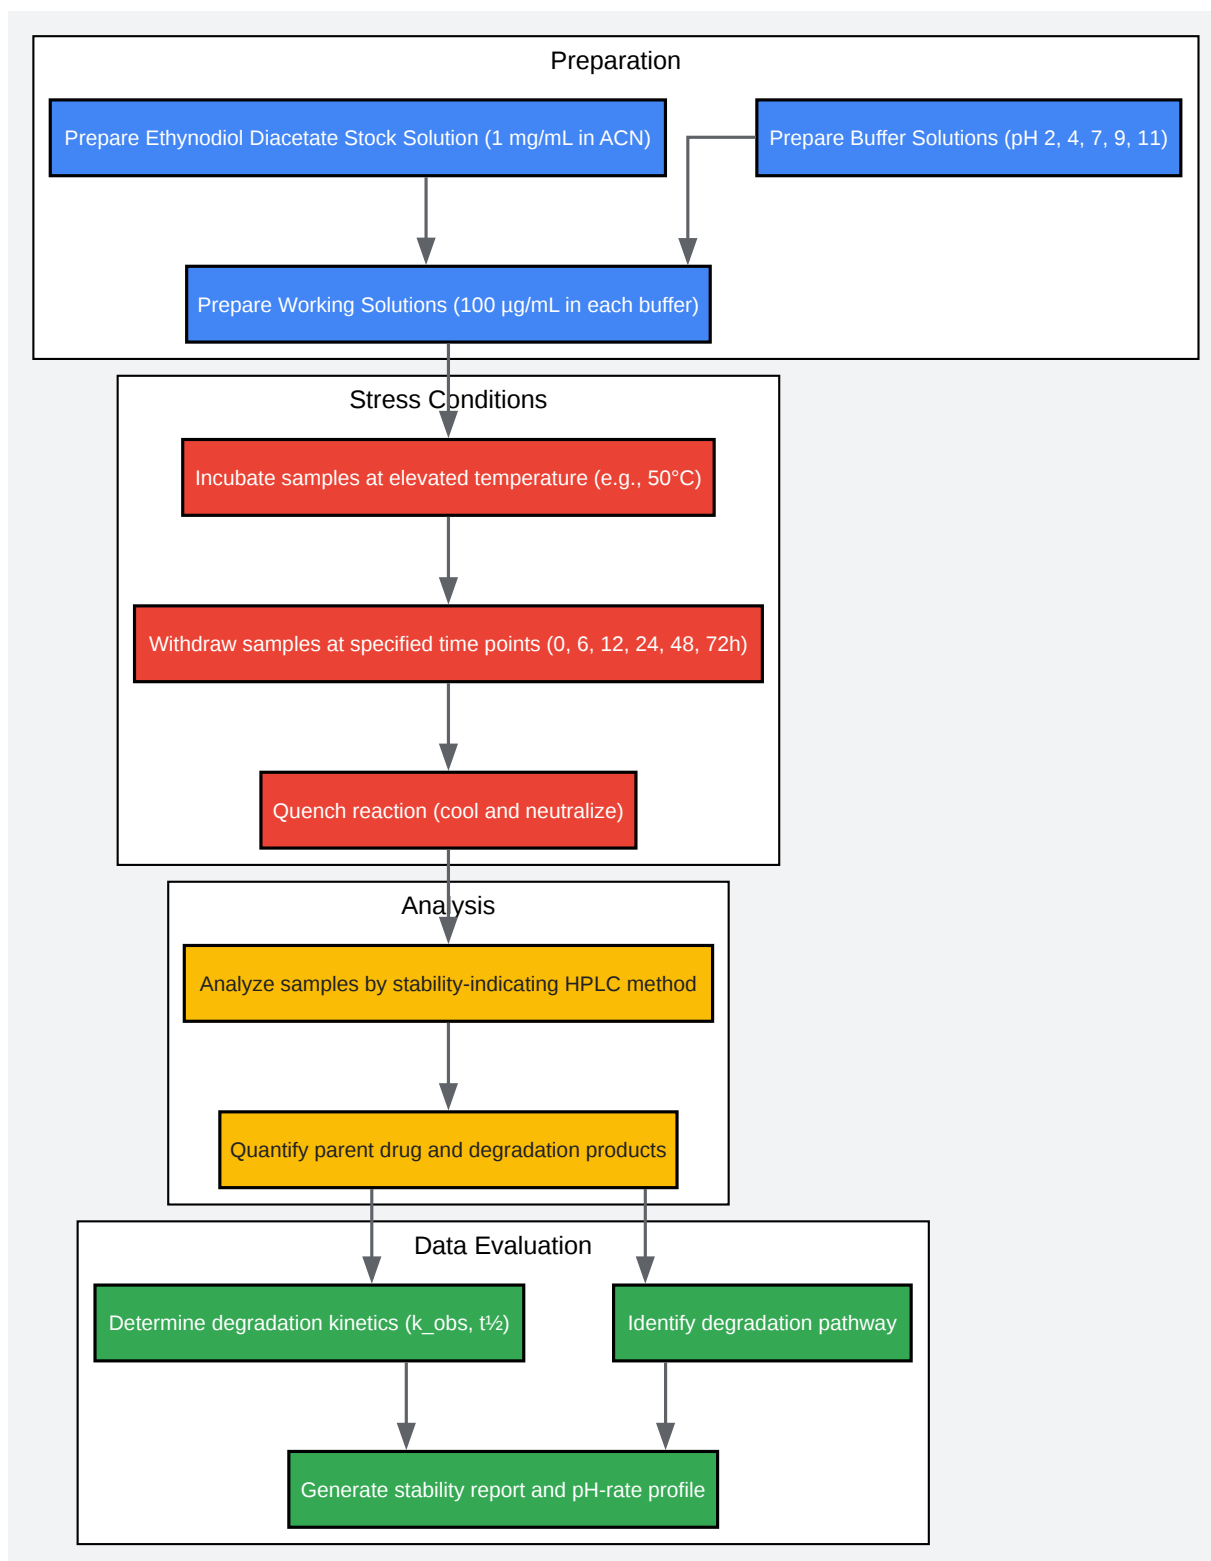 Preparation
Prepare Ethynodiol Diacetate Stock Solution (1 mg/mL in ACN)
Prepare Buffer Solutions (pH 2, 4, 7, 9, 11)
Prepare Working Solutions (100 µg/mL in each buffer)
Stress Conditions
Incubate samples at elevated temperature (e.g., 50°C)
Withdraw samples at specified time points (0, 6, 12, 24, 48, 72h)
Quench reaction (cool and neutralize)
Analysis
Analyze samples by stability-indicating HPLC method
Quantify parent drug and degradation products
Data Evaluation
Determine degradation kinetics (k_obs, t½)
Identify degradation pathway
Generate stability report and pH-rate profile